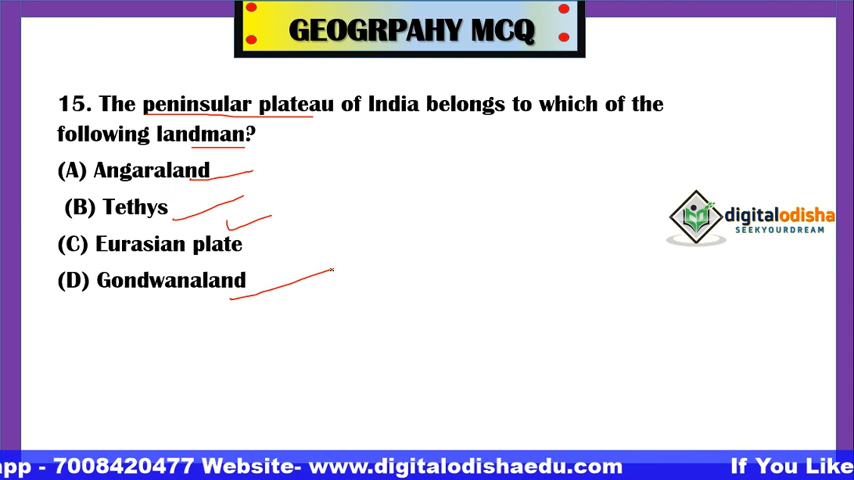 GEOGRPAHY MCQ
15. The peninsular plateau of India belongs to which of the
following landman?
(A) Angaraland
(B) Tethys
(C) Eurasian plate
(D) Gondwanaland
digitalodisha
SEEKYOURDREAM
app - 7008420477 Website- www.digitalodishaedu.com If You Like